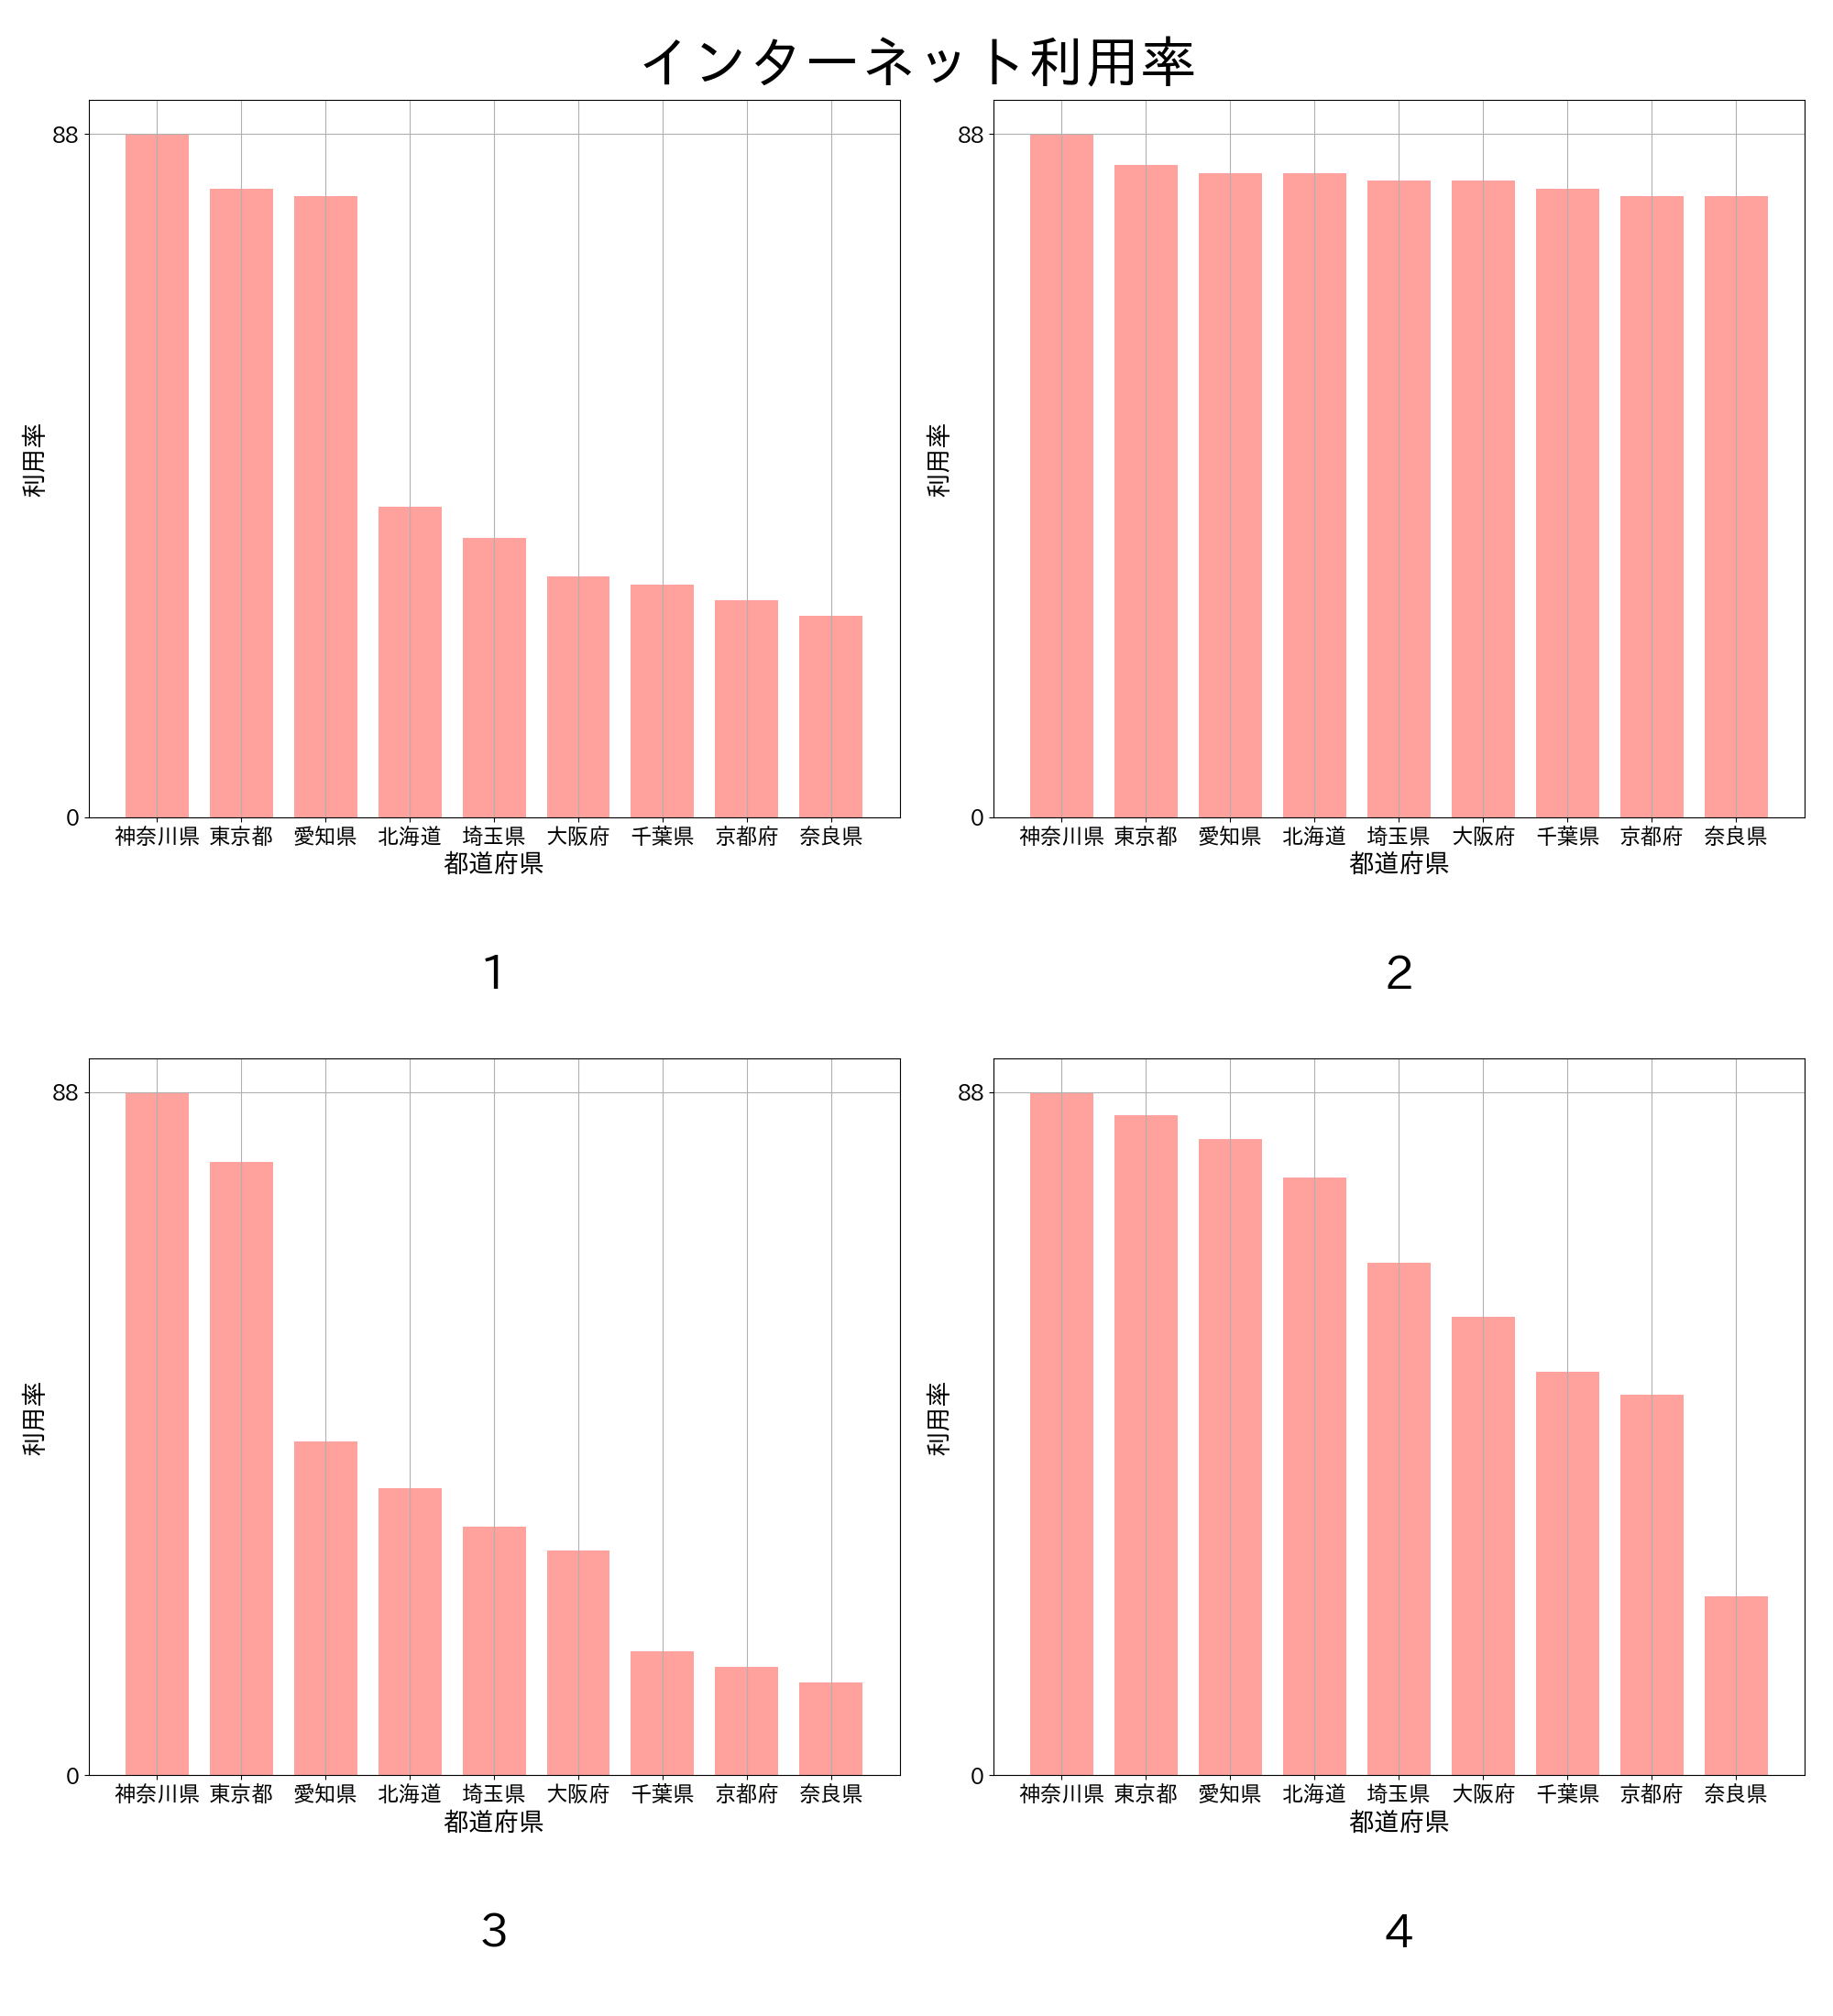 インターネット利用率
88
0
利用率
神奈川県 東京都 愛知県 北海道 埼玉県 大阪府 千葉県 京都府 奈良県
都道府県
1
88
0
利用率
神奈川県 東京都 愛知県 北海道 埼玉県 大阪府 千葉県 京都府 奈良県
都道府県
2
88
0
利用率
神奈川県 東京都 愛知県 北海道 埼玉県 大阪府 千葉県 京都府 奈良県
都道府県
3
88
0
利用率
神奈川県 東京都 愛知県 北海道 埼玉県 大阪府 千葉県 京都府 奈良県
都道府県
4